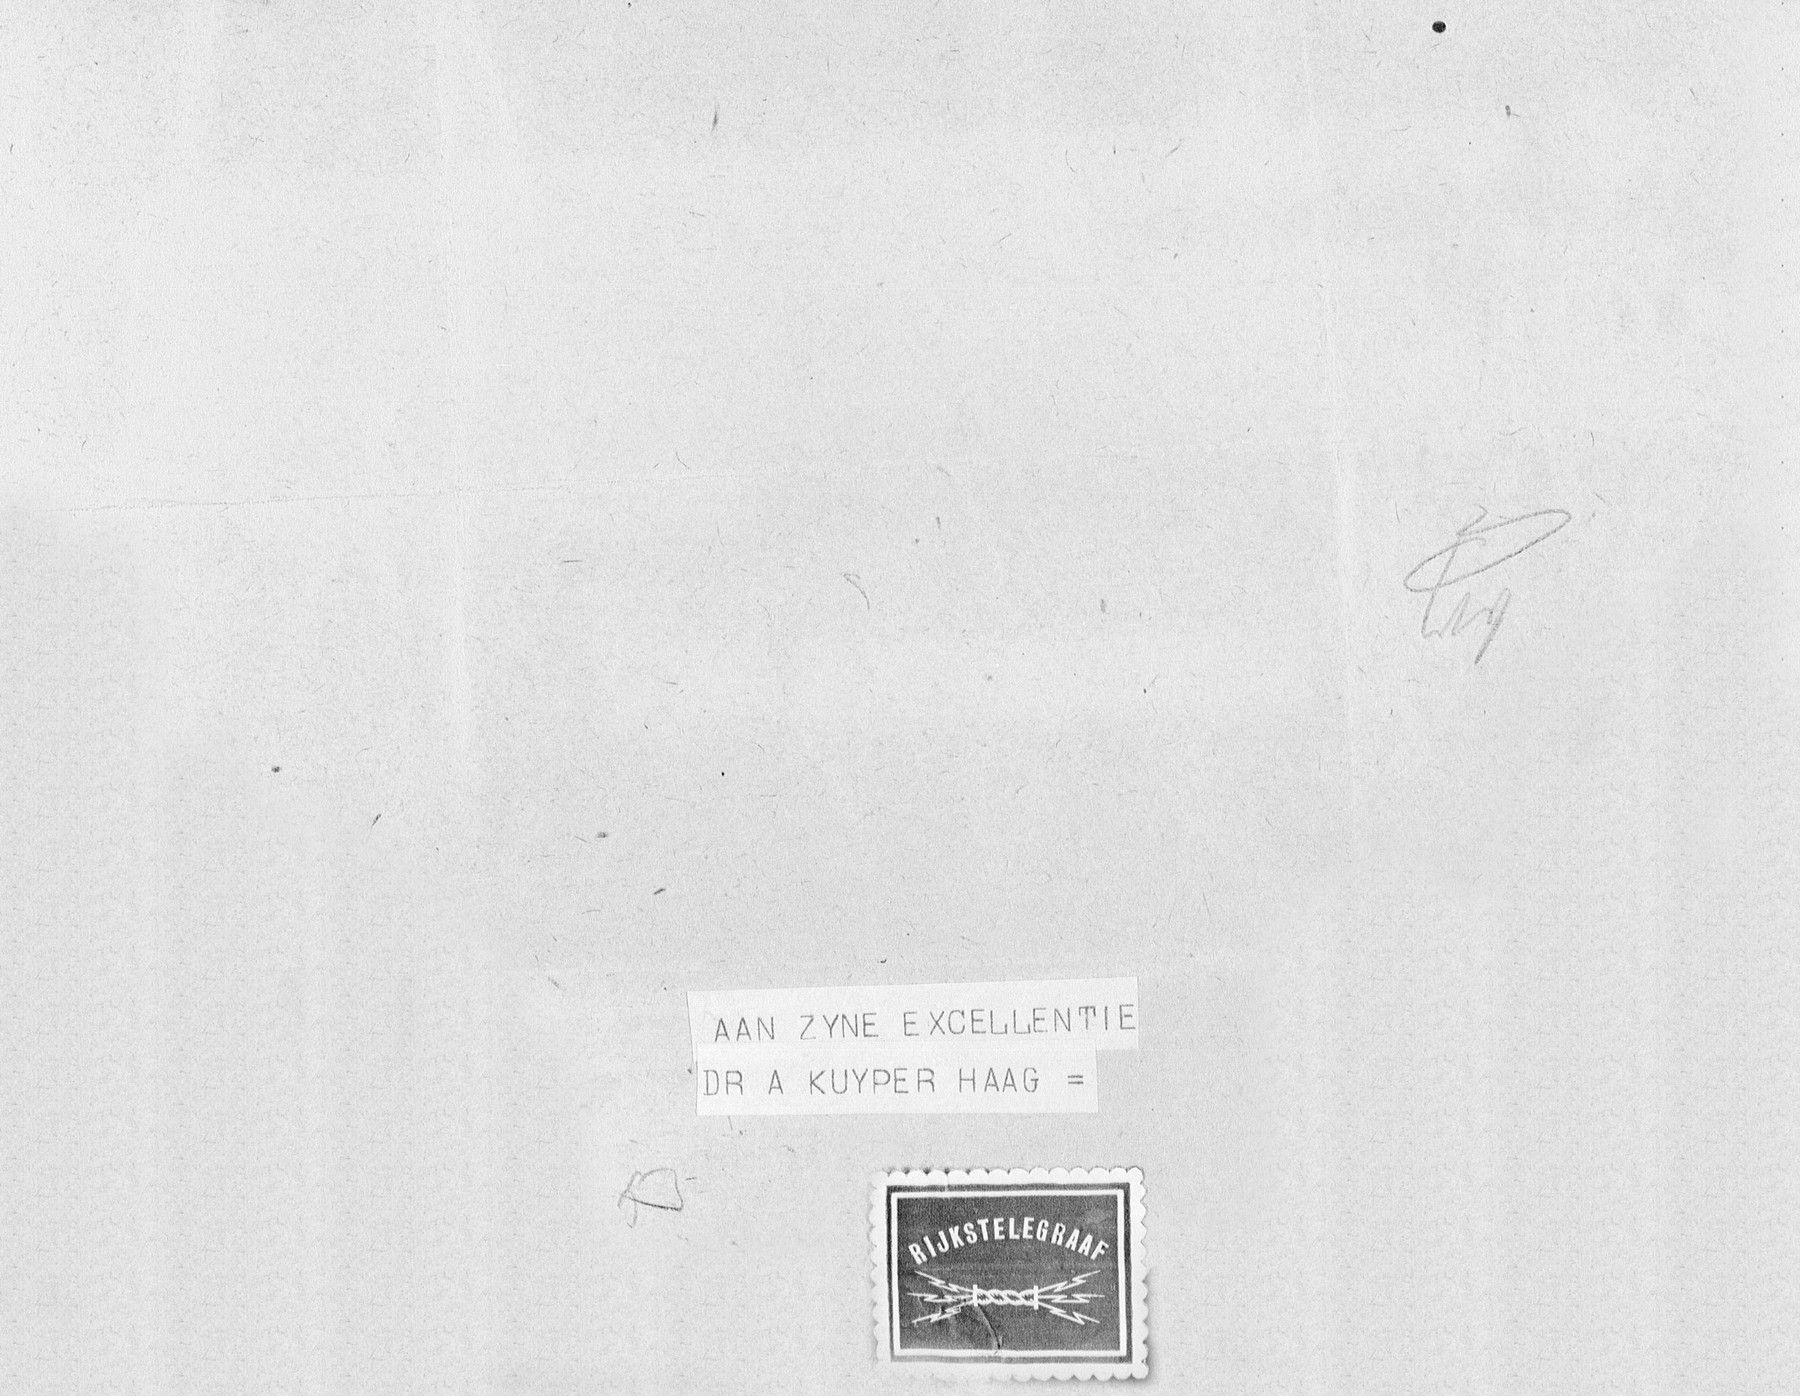 AAN ZYNE EXCELLENTIE
DR A KUYPER HAAG =
RIJKSTELEGRAAF